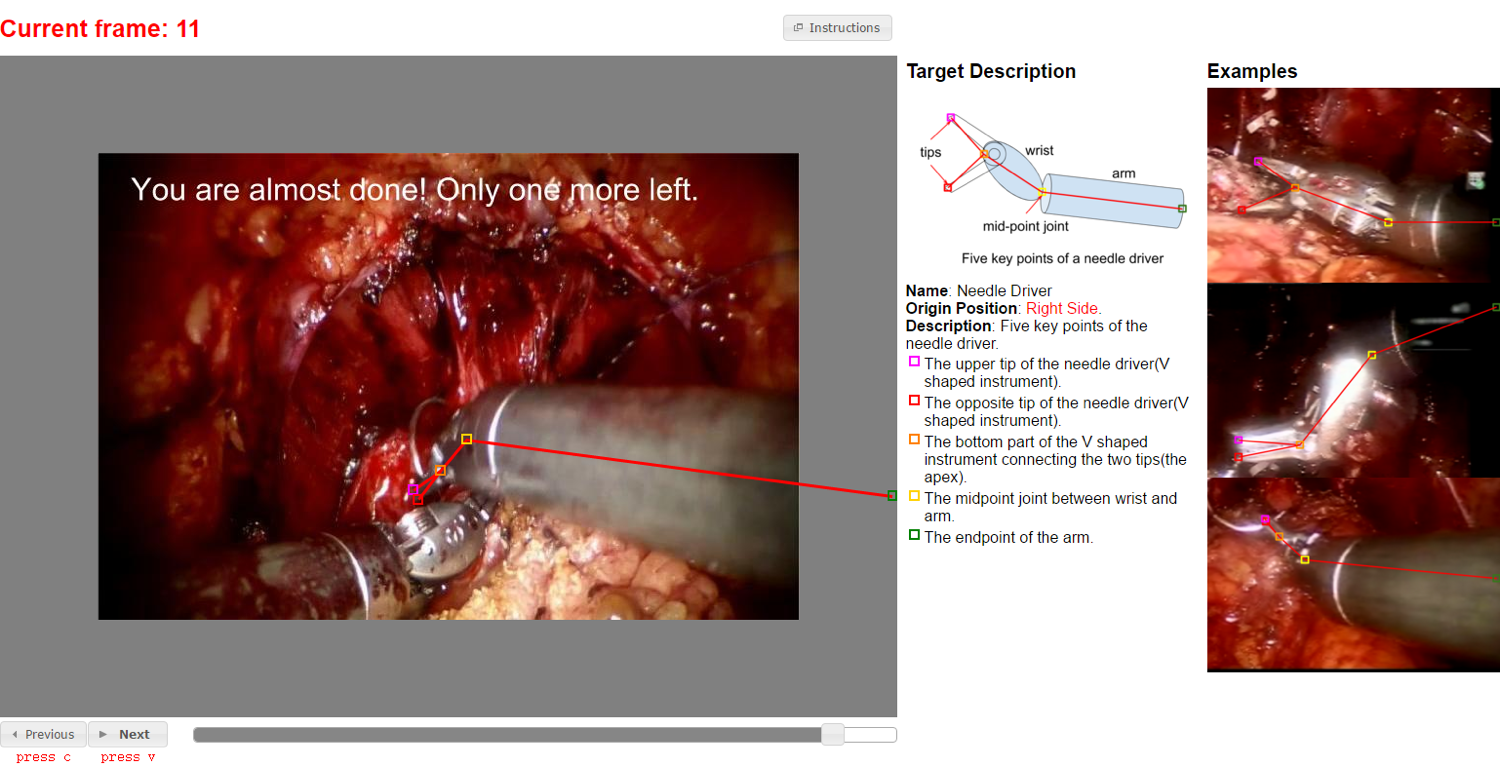 Current frame: 11
Instructions
You are almost done! Only one more left.
Previous
Next
press c
press v
Target Description
tips
wrist
arm
mid-point joint
Five key points of a needle driver
Name: Needle Driver
Origin Position: Right Side.
Description: Five key points of the
needle driver.
The upper tip of the needle driver(V
shaped instrument).
The opposite tip of the needle driver(V
shaped instrument).
The bottom part of the V shaped
instrument connecting the two tips(the
apex).
The midpoint joint between wrist and
arm.
The endpoint of the arm.
Examples